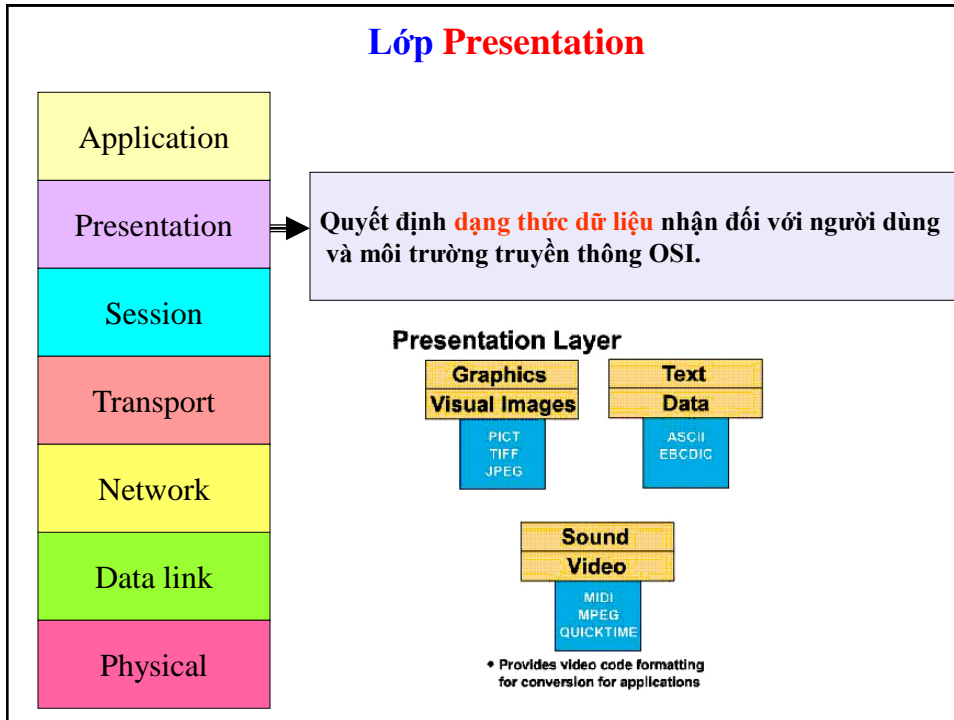 Lớp Presentation
Application
Presentation
Session
Transport
Network
Data link
Physical
Quyết định dạng thức dữ liệu nhận đối với người dùng
và môi trường truyền thông OSI.
Presentation Layer
Graphics
Visual Images
PICT
TIFF
JPEG
Text
Data
ASCII
EBCDIC
Sound
Video
MIDI
MPEG
QUICKTIME
• Provides video code formatting
for conversion for applications